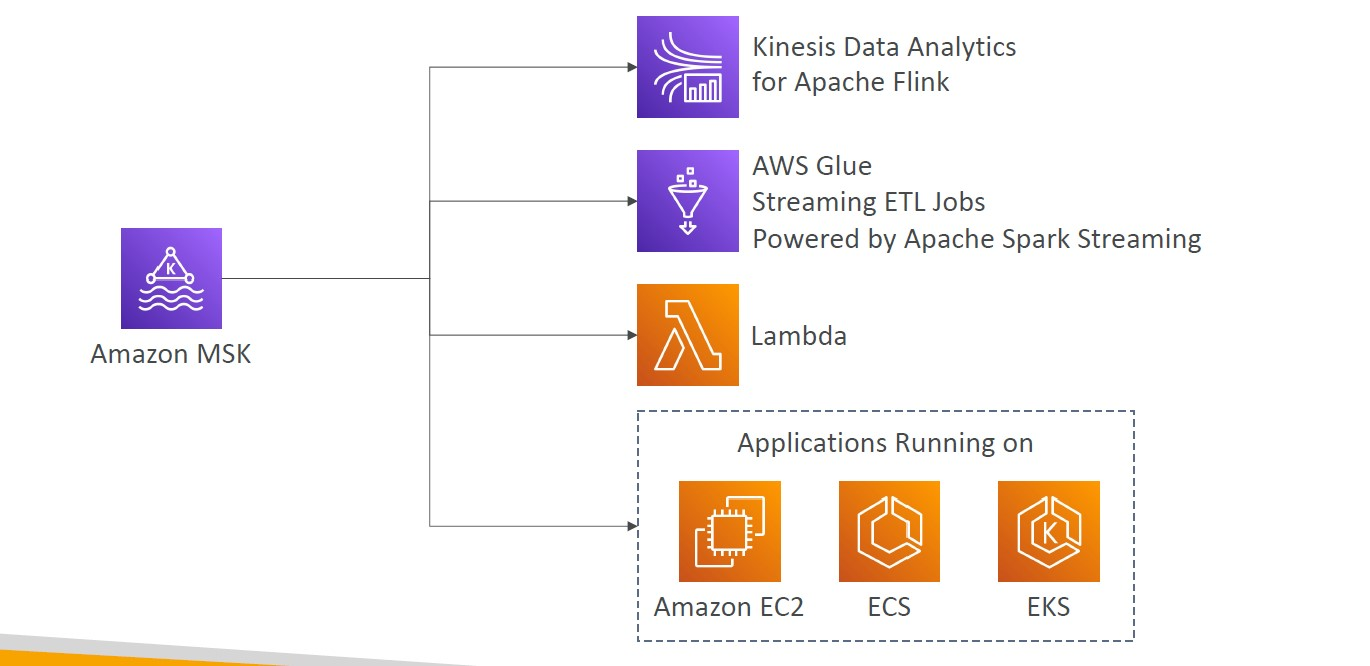 Kinesis Data Analytics
for Apache Flink
AWS Glue
Streaming ETL Jobs
Powered by Apache Spark Streaming
K
Amazon MSK
Lambda
Applications Running on
K
Amazon EC2
ECS
EKS